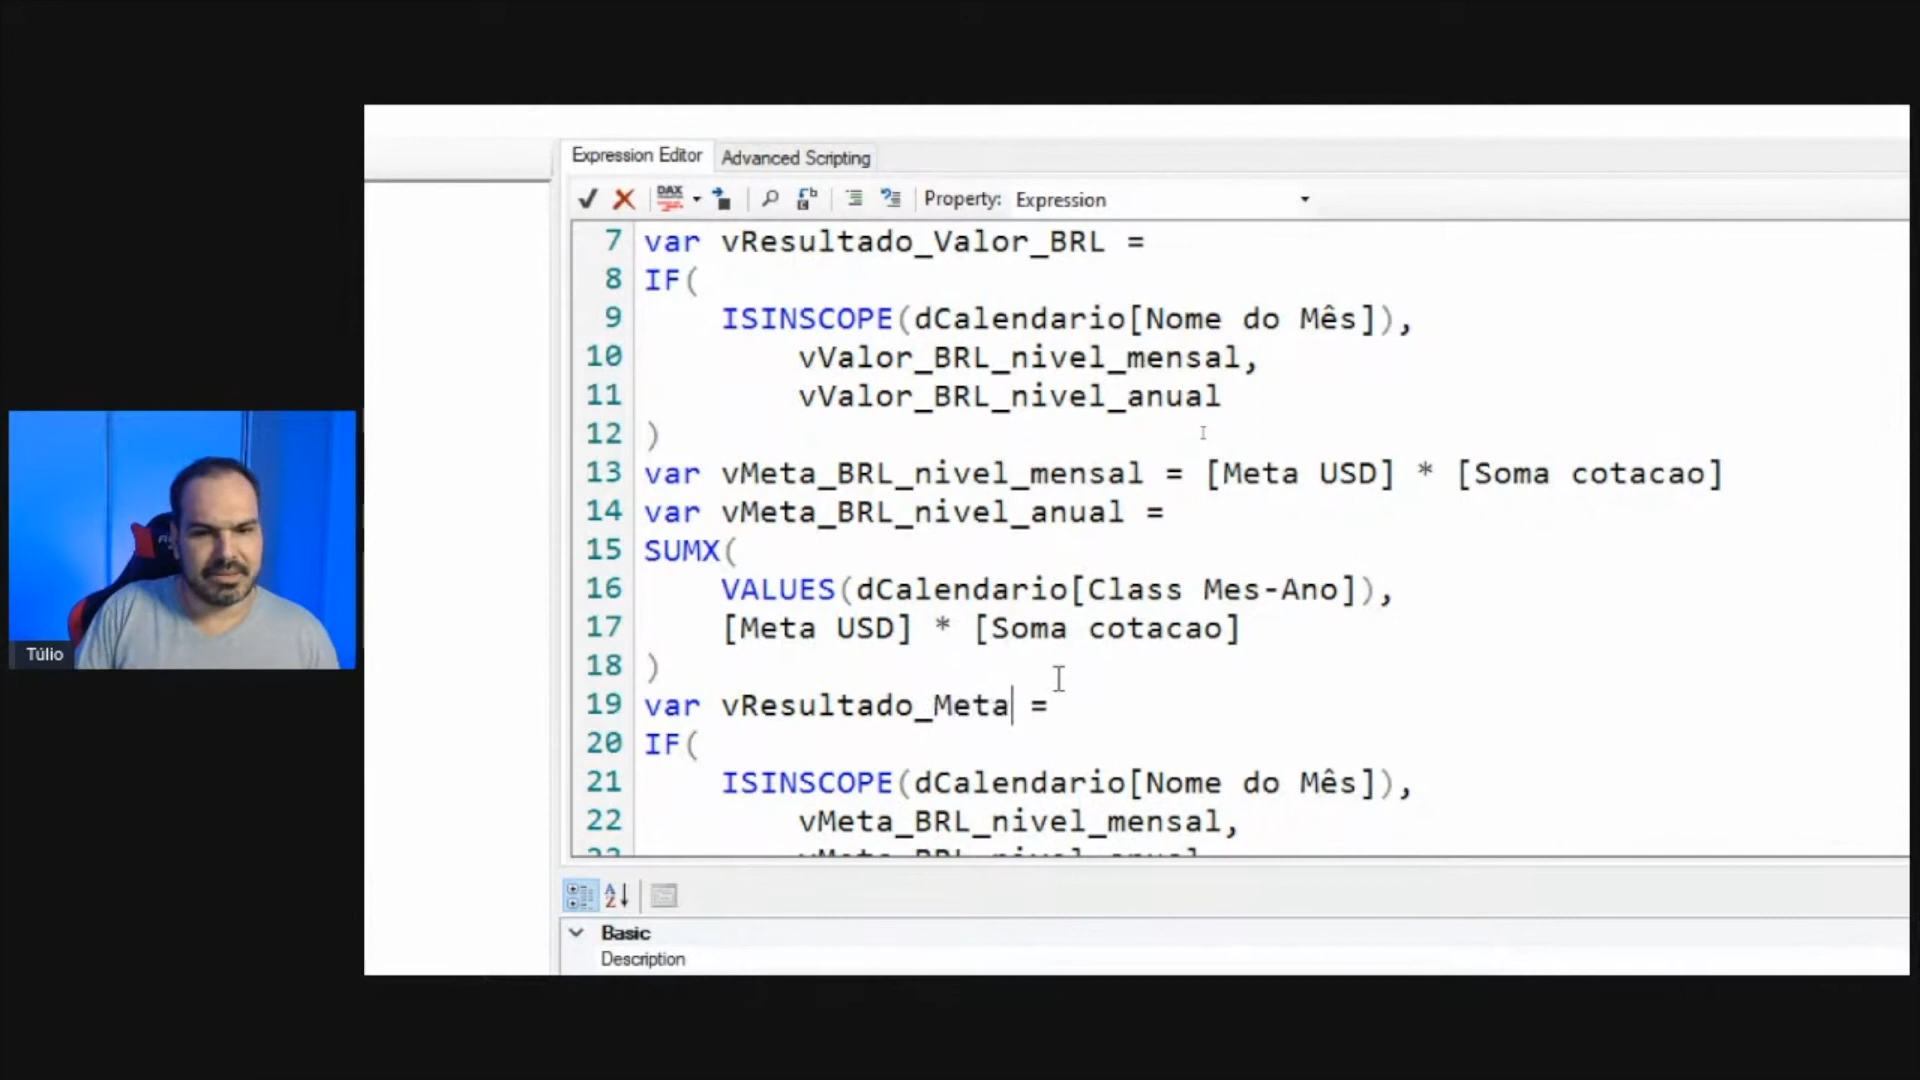 Expression Editor
Advanced Scripting
DAX
Property: Expression
7 var vResultado_Valor_BRL =
8 IF(
9 ISINSCOPE(dCalendario[Nome do Mês]),
10 vValor_BRL_nivel_mensal,
11 vValor_BRL_nivel_anual
12 )
13 var vMeta_BRL_nivel_mensal = [Meta USD] * [Soma cotacao]
14 var vMeta_BRL_nivel_anual =
15 SUMX(
16 VALUES(dCalendario[Class Mes-Ano]),
17 [Meta USD] * [Soma cotacao]
18 )
19 var vResultado_Meta =
20 IF(
21 ISINSCOPE(dCalendario[Nome do Mês]),
22 vMeta_BRL_nivel_mensal,
Basic
Description
Túlio